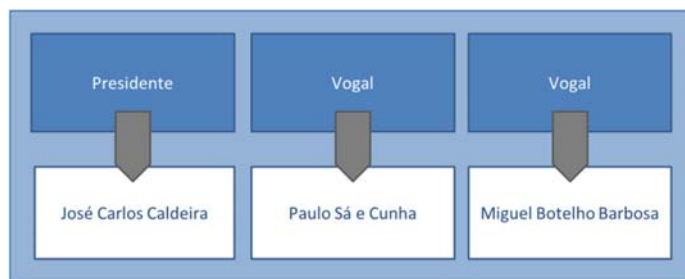 Presidente
Vogal
Vogal
José Carlos Caldeira
Paulo Sá e Cunha
Miguel Botelho Barbosa